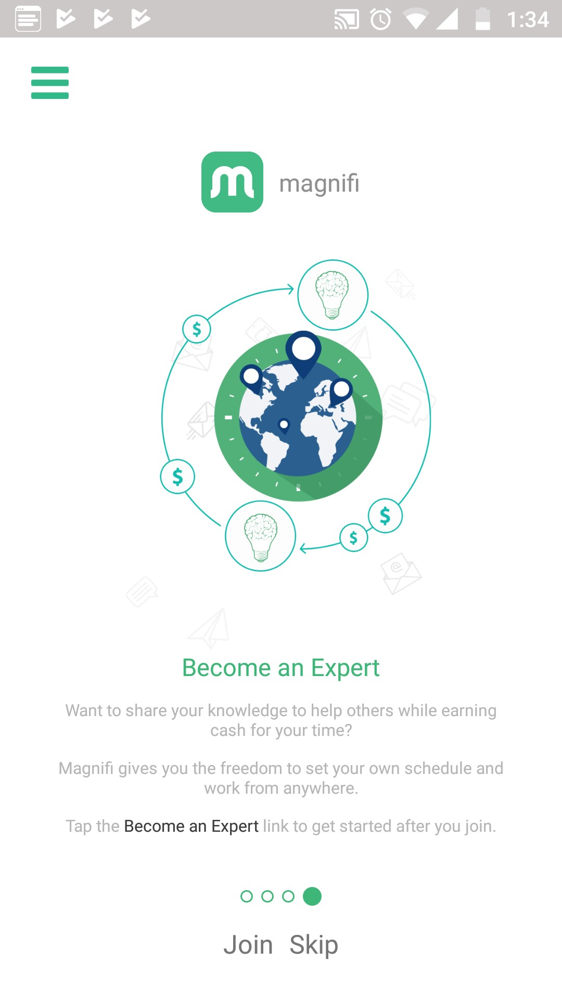 1:34
magnifi
$
$
$
$
Become an Expert
Want to share your knowledge to help others while earning
cash for your time?
Magnifi gives you the freedom to set your own schedule and
work from anywhere.
Tap the Become an Expert link to get started after you join.
Join Skip